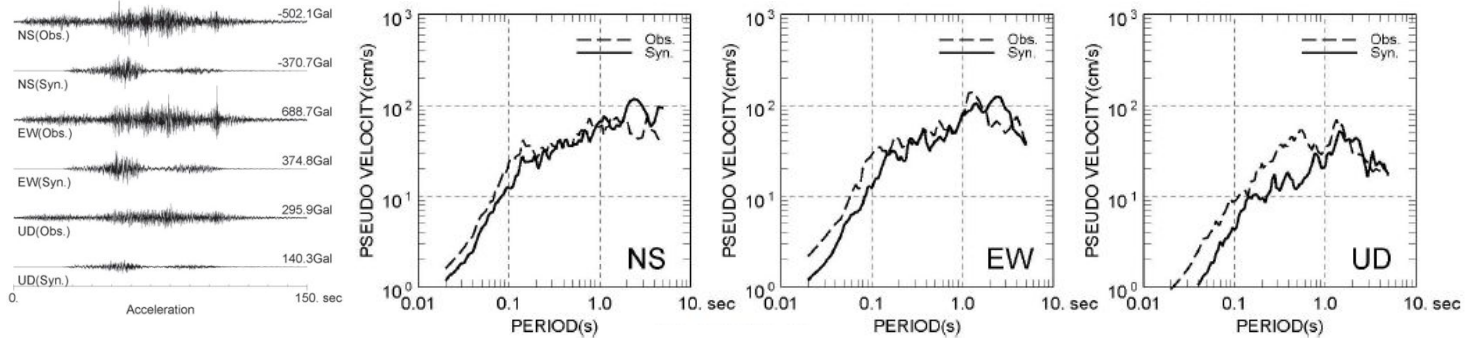 -502.1Gal
NS(Obs.)
-370.7Gal
NS(Syn.)
688.7Gal
EW(Obs.)
374.8Gal
EW(Syn.)
295.9Gal
UD(Obs.)
140.3Gal
UD(Syn.)
0.
150. sec
Acceleration
PSEUDO VELOCITY(cm/s)
10³
10²
10¹
10⁰
Obs.
Syn.
NS
0.01
0.1
1.0
10. sec
PERIOD(s)
PSEUDO VELOCITY(cm/s)
10³
10²
10¹
10⁰
Obs.
Syn.
EW
0.01
0.1
1.0
10. sec
PERIOD(s)
PSEUDO VELOCITY(cm/s)
10³
10²
10¹
10⁰
Obs.
Syn.
UD
0.01
0.1
1.0
10. sec
PERIOD(s)